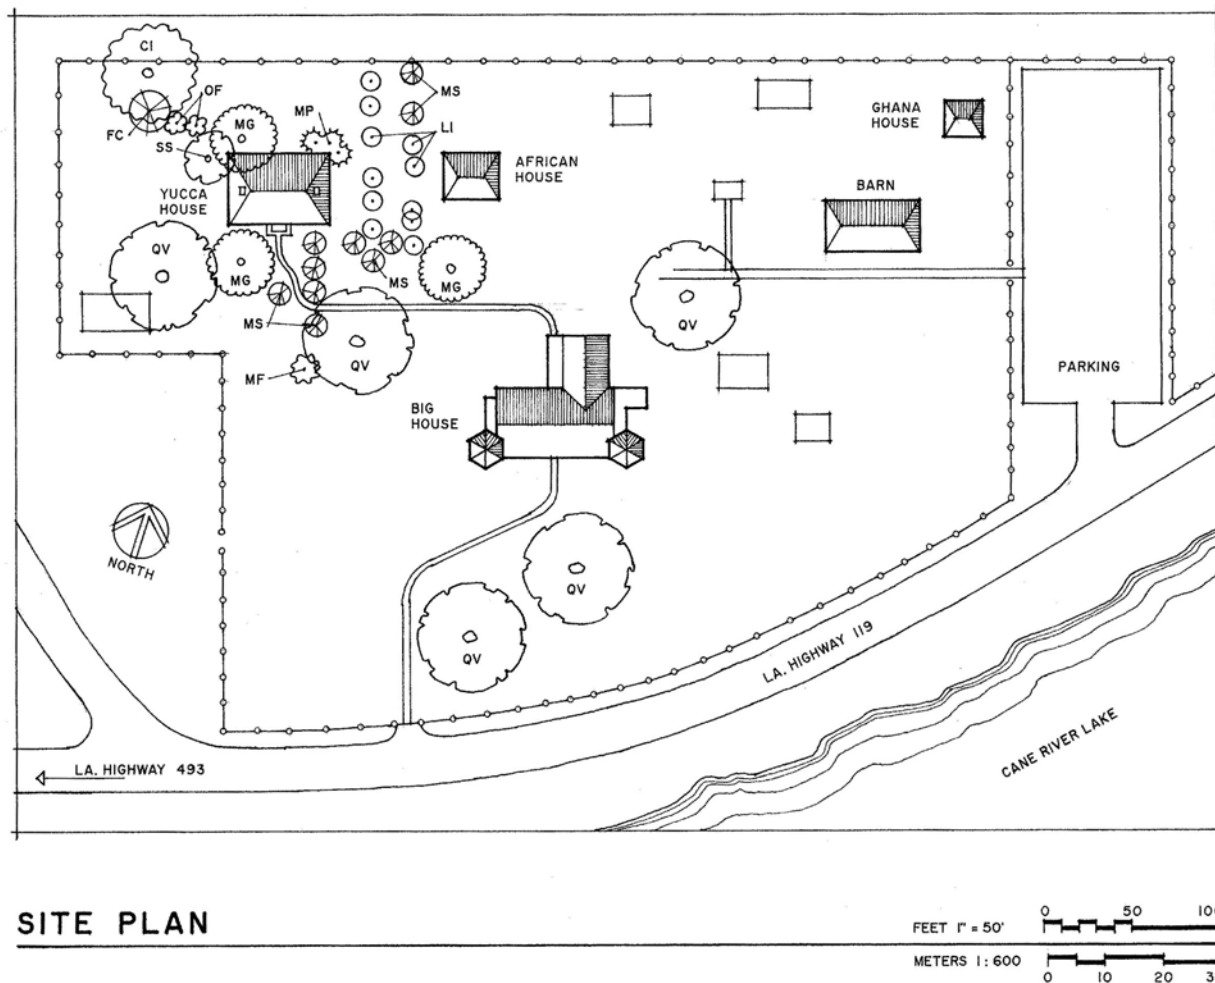 CI
OF
FC
MG
MP
MS
SS
LI
GHANA
HOUSE
AFRICAN
HOUSE
YUCCA
HOUSE
BARN
QV
MG
MS
MG
MS
QV
QV
MF
PARKING
BIG
HOUSE
NORTH
QV
QV
LA. HIGHWAY 119
CANE RIVER LAKE
LA. HIGHWAY 493
SITE PLAN
FEET 1" = 50'
0 50
METERS 1:600
0 10 20